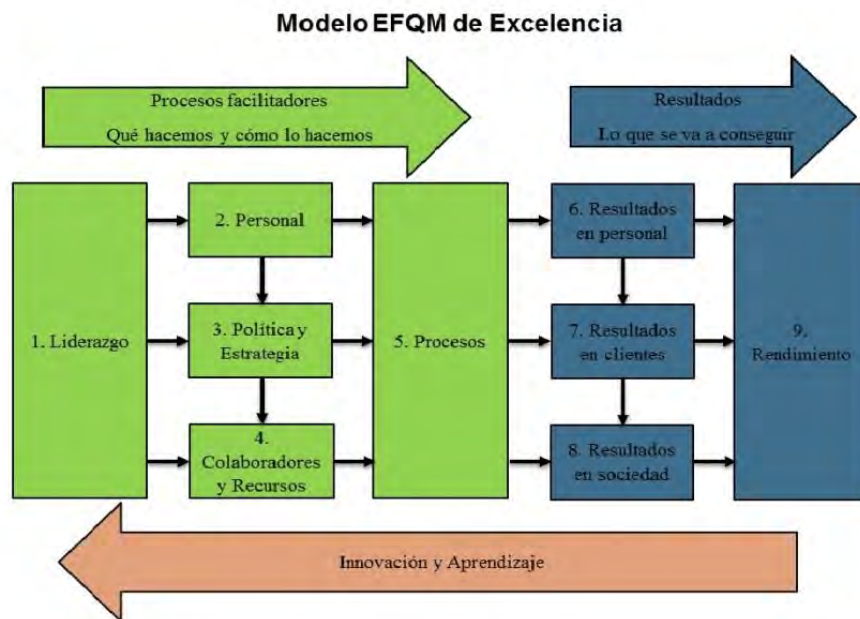 Modelo EFQM de Excelencia
Procesos facilitadores
Qué hacemos y cómo lo hacemos
Resultados
Lo que se va a conseguir
1. Liderazgo
2. Personal
3. Política y
Estrategia
4.
Colaboradores
y Recursos
5. Procesos
6. Resultados
en personal
7. Resultados
en clientes
8. Resultados
en sociedad
9.
Rendimiento
Innovación y Aprendizaje